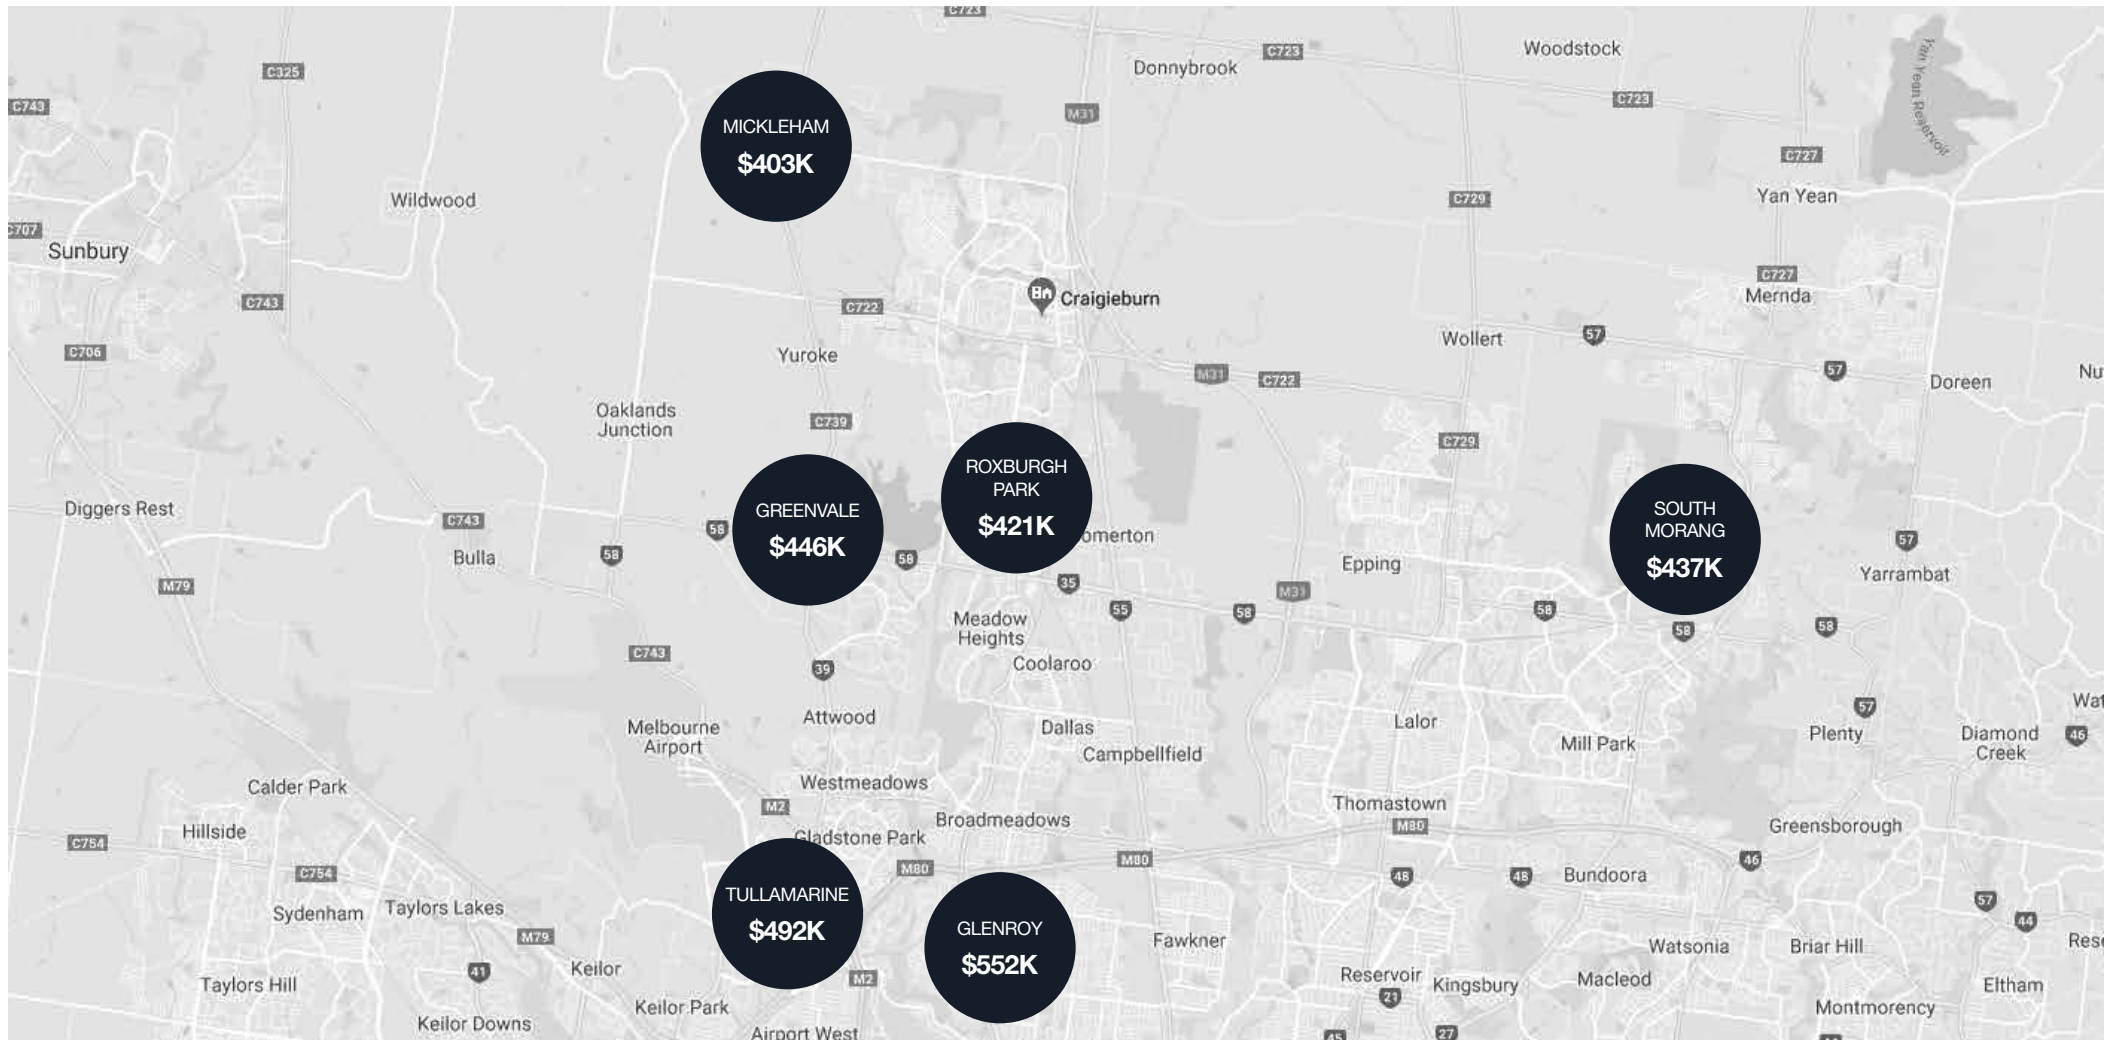 C723
C723
Woodstock
Donnybrook
C325
C743
M31
C723
Yan Yean Reservoir
MICKLEHAM
$403K
C727
Wildwood
C729
Yan Yean
C707
Sunbury
C727
Mernda
C743
C722
Craigieburn
Wollert
57
C706
Yuroke
M31
C722
57
Doreen
Oaklands
Junction
C739
C729
ROXBURGH
PARK
$421K
Diggers Rest
C743
58
GREENVALE
$446K
SOUTH
MORANG
$437K
Bulla
58
58
omerton
Epping
57
Yarrambat
M79
35
55
58
M31
58
58
58
Meadow
Heights
C743
Coolaroo
39
Melbourne
Airport
Attwood
Dallas
Campbellfield
Lalor
Mill Park
57
Plenty
Diamond
Creek
46
Calder Park
Westmeadows
M2
Thomastown
Hillside
Gladstone Park
Broadmeadows
M80
Greensborough
C754
C754
M80
M80
48
48
Bundoora
46
TULLAMARINE
$492K
Sydenham
Taylors Lakes
57
44
M79
GLENROY
$552K
Fawkner
Watsonia
Briar Hill
Taylors Hill
41
Keilor
M2
Reservoir
21
Kingsbury
Macleod
Eltham
Keilor Park
Montmorency
Keilor Downs
Airport West
45
27